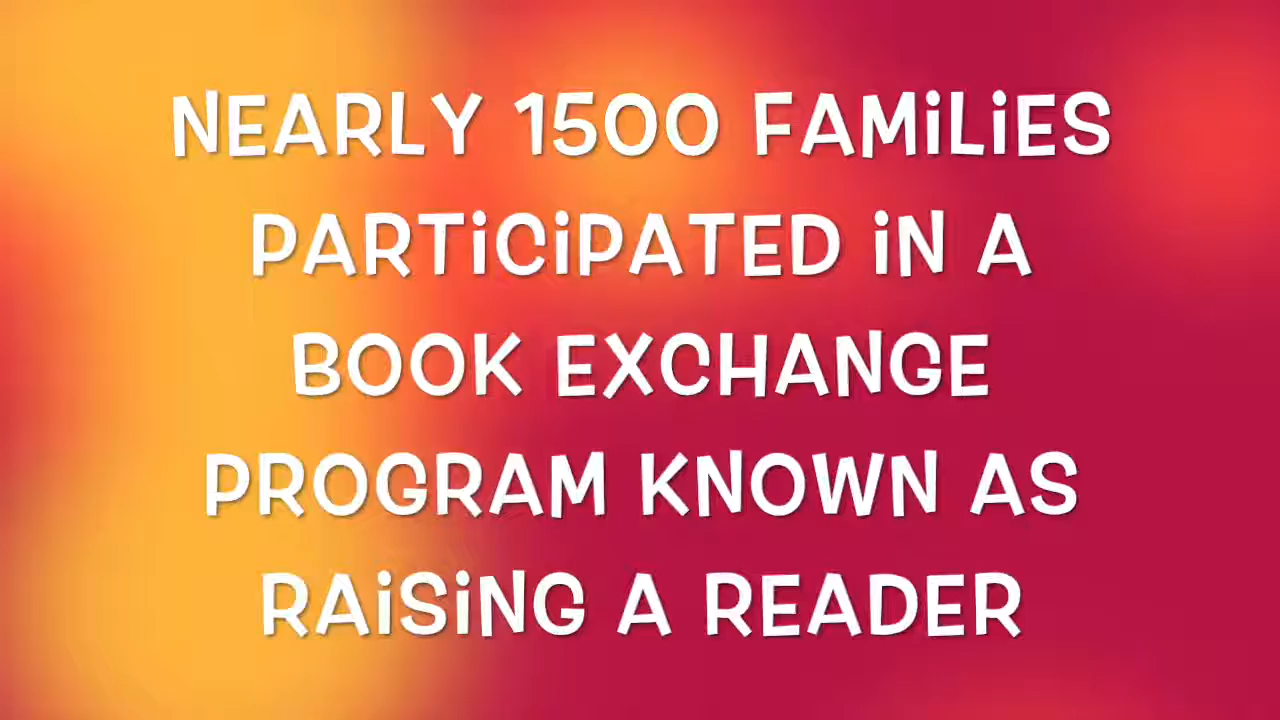 NEARLY 1500 FAMiLiES
PARTiCiPATED iN A
BOOK EXCHANGE
PROGRAM KNOWN AS
RAiSiNG A READER